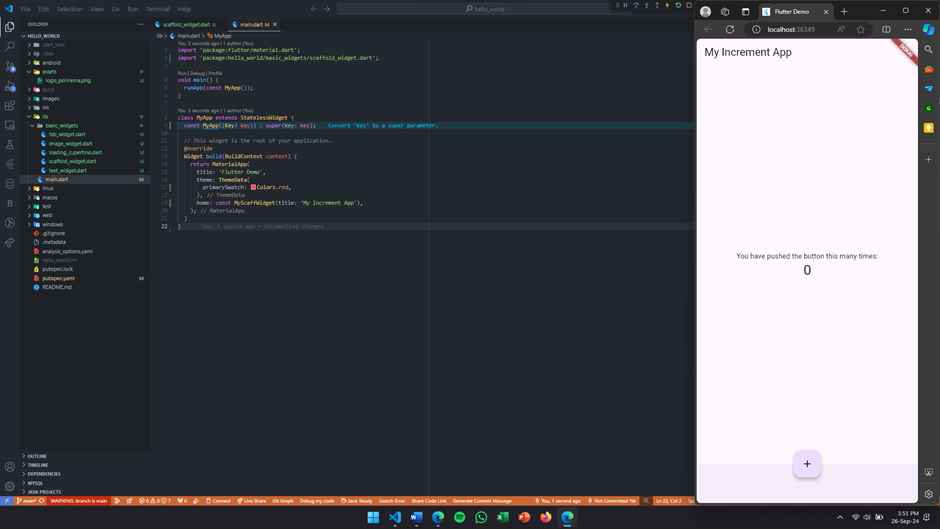 File Edit Selection View Go Run Terminal Help
hello_world
EXPLORER
HELLO_WORLD
.dart_tool
.idea
android
assets
logo_polinema.png U
build
images
ios
lib
basic_widgets
fab_widget.dart U
image_widget.dart U
loading_cupertino.dart U
scaffold_widget.dart U
text_widget.dart U
main.dart M
linux
macos
test
web
windows
.gitignore
.metadata
analysis_options.yaml
hello_world.iml
pubspec.lock
pubspec.yaml M
README.md
OUTLINE
TIMELINE
DEPENDENCIES
MYSQL
JAVA PROJECTS
scaffold_widget.dart U
main.dart M
lib > main.dart > MyApp
You, 3 seconds ago | 1 author (You)
1 import 'package:flutter/material.dart';
2 import 'package:hello_world/basic_widgets/scaffold_widget.dart';
3
Run | Debug | Profile
4 void main() {
5 runApp(const MyApp());
6 }
7
You, 3 seconds ago | 1 author (You)
8 class MyApp extends StatelessWidget {
9 const MyApp({Key? key}) : super(key: key); Convert 'key' to a super parameter.
10
11 // This widget is the root of your application.
12 @override
13 Widget build(BuildContext context) {
14 return MaterialApp(
15 title: 'Flutter Demo',
16 theme: ThemeData(
17 primarySwatch: Colors.red,
18 ), // ThemeData
19 home: const MyScaffWidget(title: 'My Increment App'),
20 ); // MaterialApp
21 }
22 } You, 1 second ago • Uncommitted changes
main*
WARNING: branch is main
0 0 7
0
Connect
Live Share
Git Graph
Debug my code
Java Ready
Search Error
Share Code Link
Generate Commit Message
You, 1 second ago
Not Committed Yet
Ln 22, Col 2
Flutter Demo
localhost:36349
My Increment App
DEBUG
You have pushed the button this many times:
0
+
3:51 PM
26-Sep-24